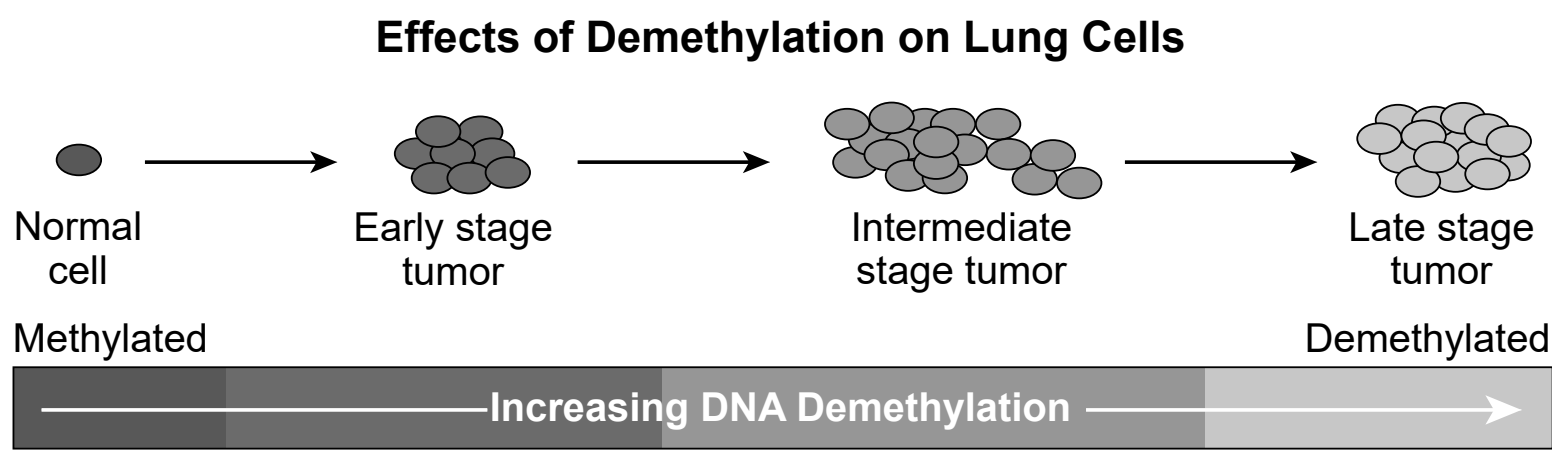 Effects of Demethylation on Lung Cells
Normal
cell
Early stage
tumor
Intermediate
stage tumor
Late stage
tumor
Methylated
Demethylated
Increasing DNA Demethylation